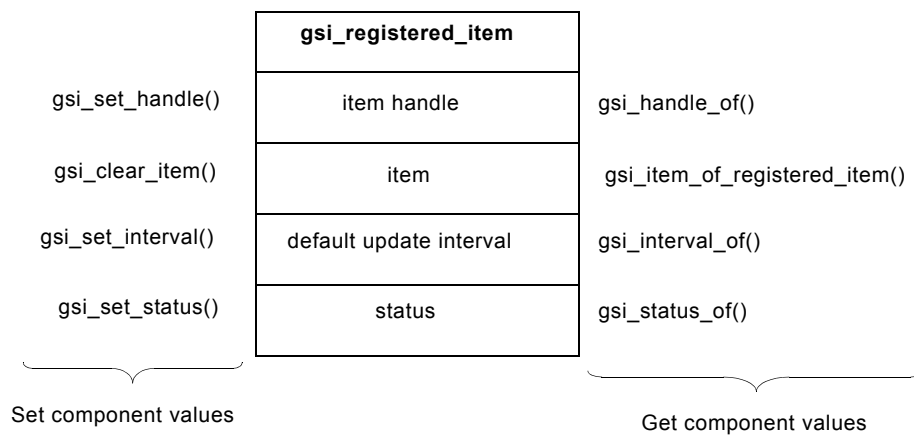 gsi_registered_item
gsi_set_handle() item handle gsi_handle_of()
gsi_clear_item() item gsi_item_of_registered_item()
gsi_set_interval() default update interval gsi_interval_of()
gsi_set_status() status gsi_status_of()
Set component values Get component values